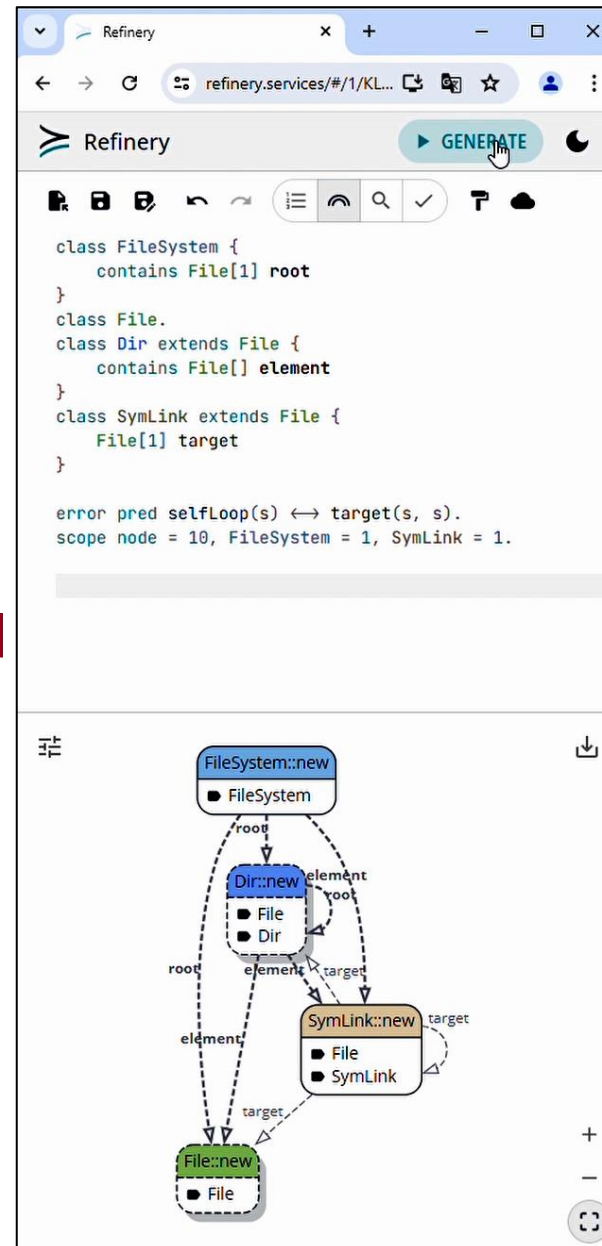 Refinery
refinery.services/#/1/KL...
Refinery
GENERATE
class FileSystem {
contains File[1] root
}
class File.
class Dir extends File {
contains File[] element
}
class SymLink extends File {
File[1] target
}
error pred selfLoop(s) <-> target(s, s).
scope node = 10, FileSystem = 1, SymLink = 1.
FileSystem::new
FileSystem
root
Dir::new
element
root
File
Dir
root
element
target
SymLink::new
target
element
File
SymLink
target
File::new
File